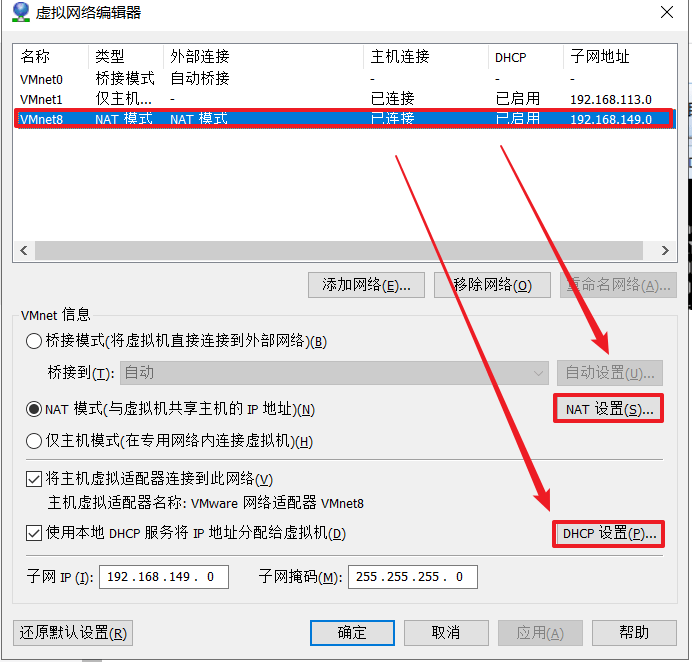 虚拟网络编辑器
名称 类型 外部连接 主机连接 DHCP 子网地址
VMnet0 桥接模式 自动桥接 - - -
VMnet1 仅主机... - 已连接 已启用 192.168.113.0
VMnet8 NAT 模式 NAT 模式 已连接 已启用 192.168.149.0
添加网络(E)... 移除网络(O) 重命名网络(A)...
VMnet 信息
桥接模式(将虚拟机直接连接到外部网络)(B)
桥接到(T): 自动 自动设置(U)...
NAT 模式(与虚拟机共享主机的 IP 地址)(N) NAT 设置(S)...
仅主机模式(在专用网络内连接虚拟机)(H)
将主机虚拟适配器连接到此网络(V)
主机虚拟适配器名称: VMware 网络适配器 VMnet8
使用本地 DHCP 服务将 IP 地址分配给虚拟机(D) DHCP 设置(P)...
子网 IP (I): 192.168.149. 0 子网掩码(M): 255.255.255. 0
还原默认设置(R) 确定 取消 应用(A) 帮助